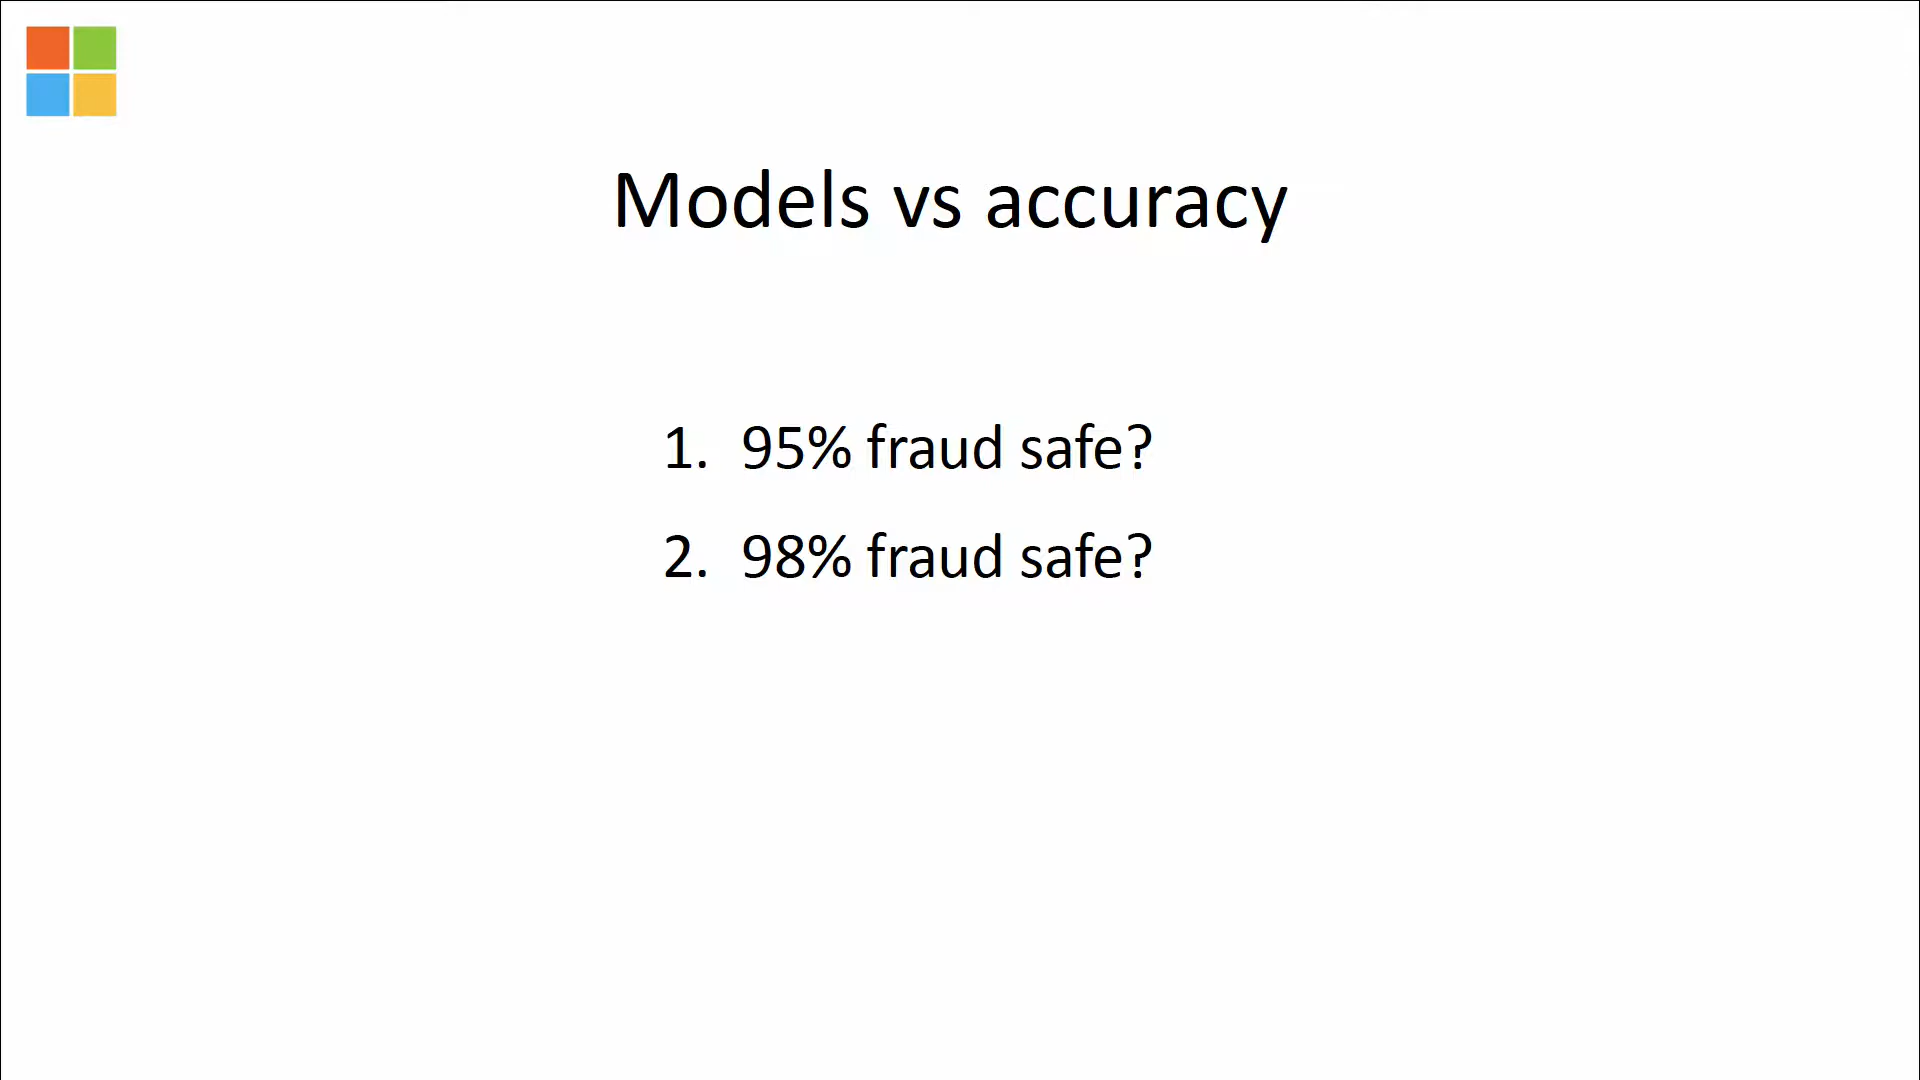 Models vs accuracy
1. 95% fraud safe?
2. 98% fraud safe?